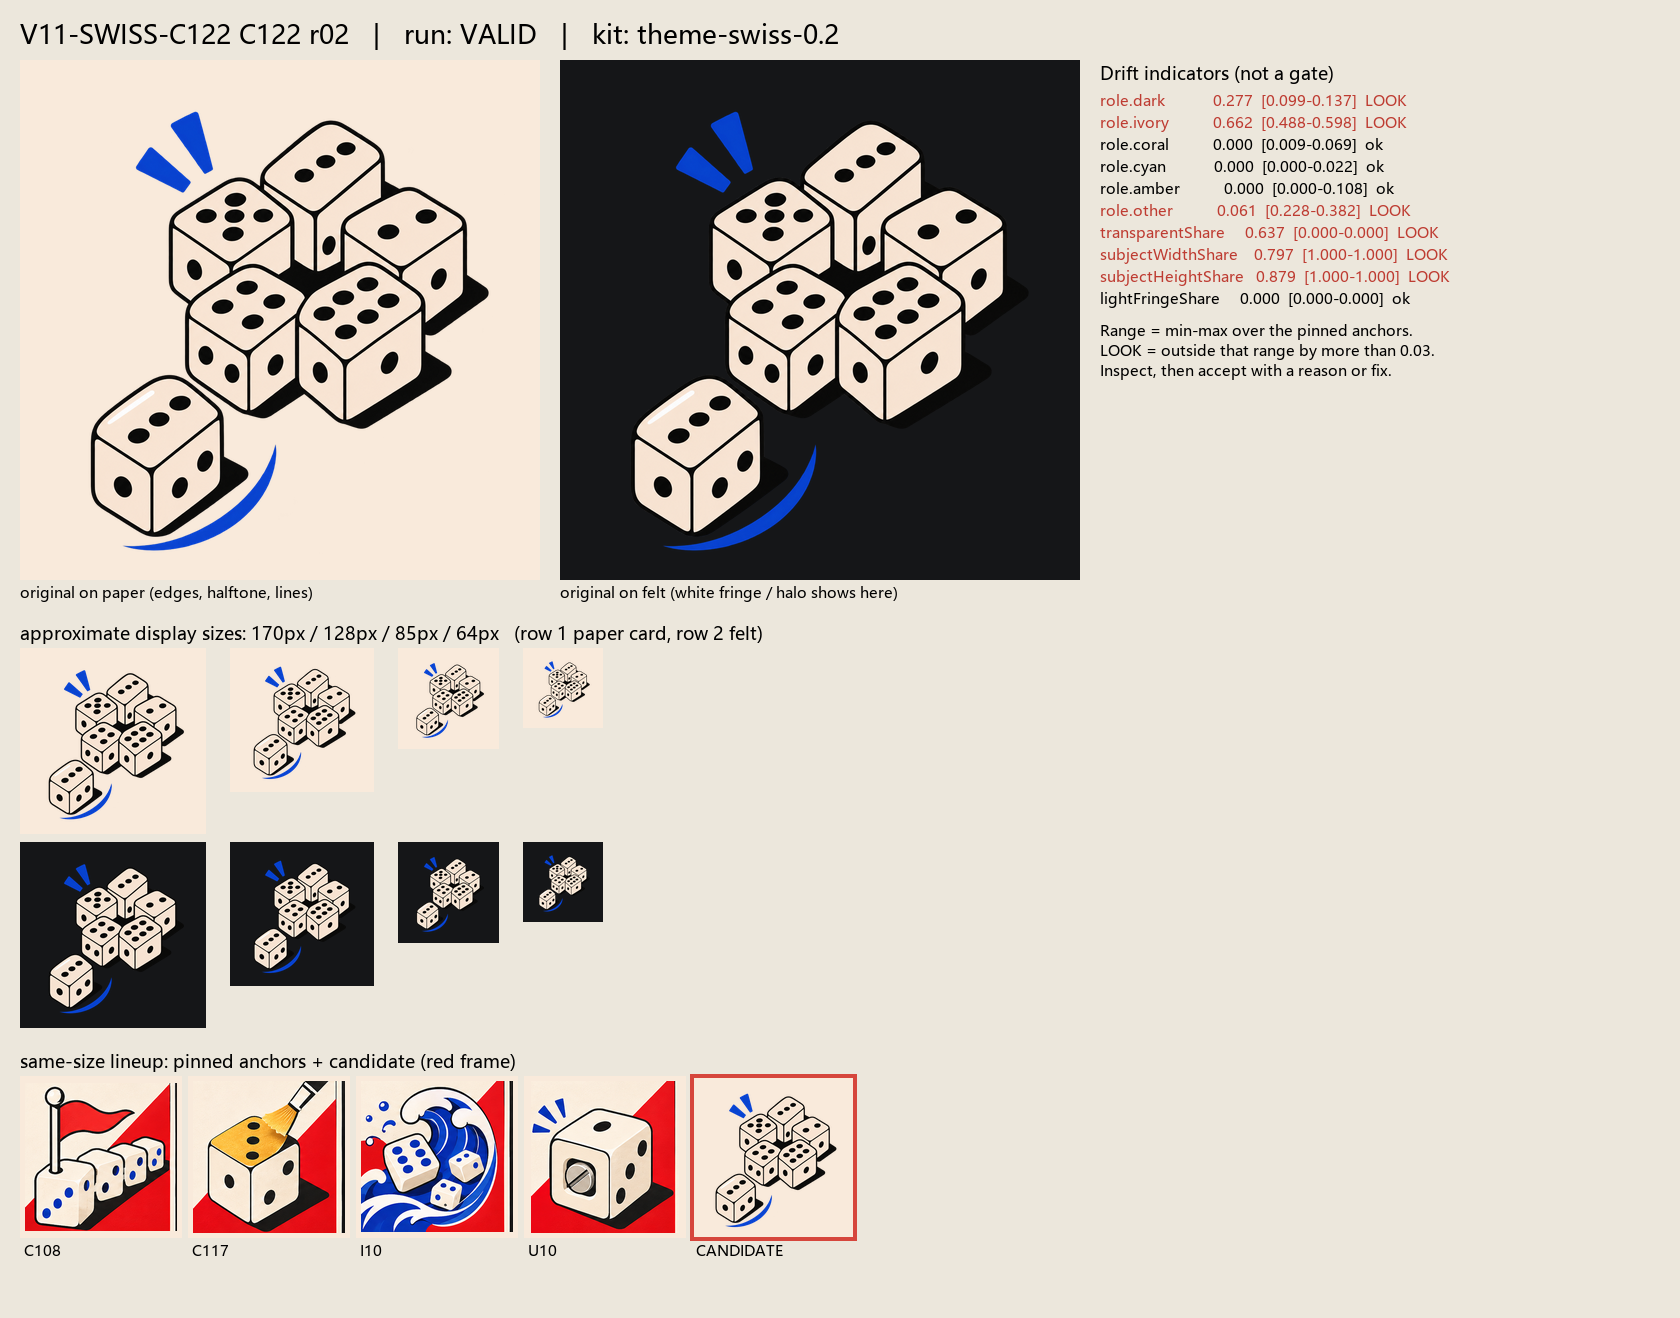 V11-SWISS-C122 C122 r02 | run: VALID | kit: theme-swiss-0.2
Drift indicators (not a gate)
role.dark 0.277 [0.099-0.137] LOOK
role.ivory 0.662 [0.488-0.598] LOOK
role.coral 0.000 [0.009-0.069] ok
role.cyan 0.000 [0.000-0.022] ok
role.amber 0.000 [0.000-0.108] ok
role.other 0.061 [0.228-0.382] LOOK
transparentShare 0.637 [0.000-0.000] LOOK
subjectWidthShare 0.797 [1.000-1.000] LOOK
subjectHeightShare 0.879 [1.000-1.000] LOOK
lightFringeShare 0.000 [0.000-0.000] ok
Range = min-max over the pinned anchors.
LOOK = outside that range by more than 0.03.
Inspect, then accept with a reason or fix.
original on paper (edges, halftone, lines)
original on felt (white fringe / halo shows here)
approximate display sizes: 170px / 128px / 85px / 64px (row 1 paper card, row 2 felt)
same-size lineup: pinned anchors + candidate (red frame)
C108
C117
I10
U10
CANDIDATE